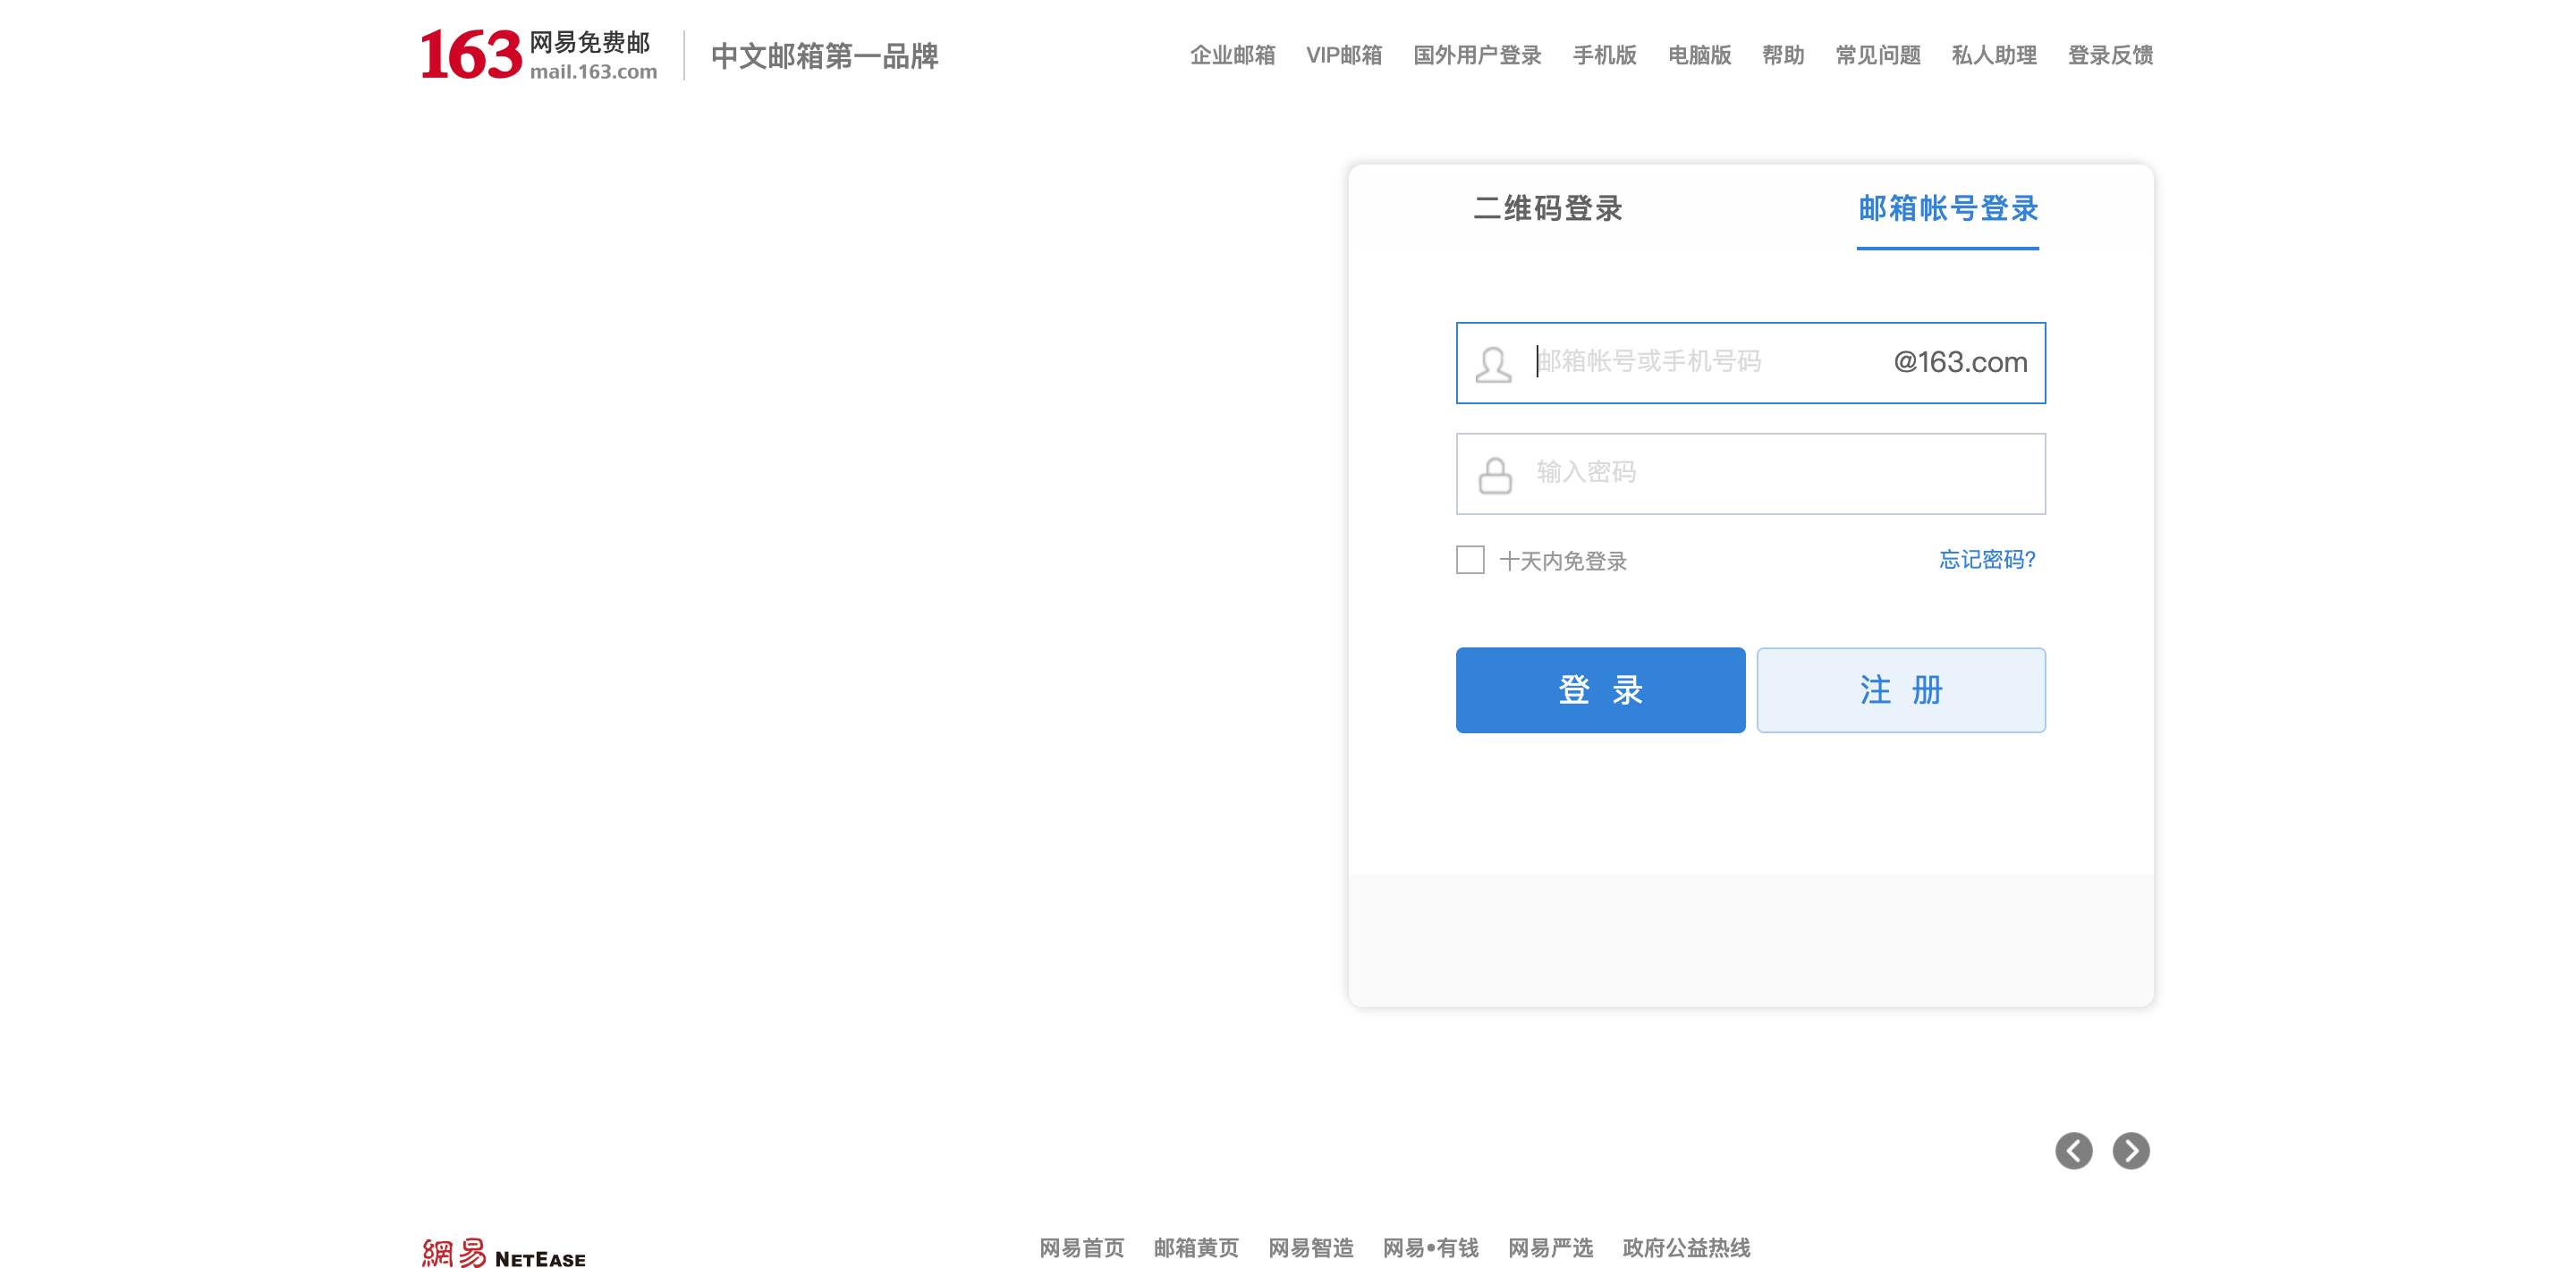 163 网易免费邮 mail.163.com 中文邮箱第一品牌
企业邮箱 VIP邮箱 国外用户登录 手机版 电脑版 帮助 常见问题 私人助理 登录反馈
二维码登录 邮箱帐号登录
邮箱帐号或手机号码 @163.com
输入密码
十天内免登录 忘记密码?
登 录 注 册
網易 NETEASE
网易首页 邮箱黄页 网易智造 网易•有钱 网易严选 政府公益热线